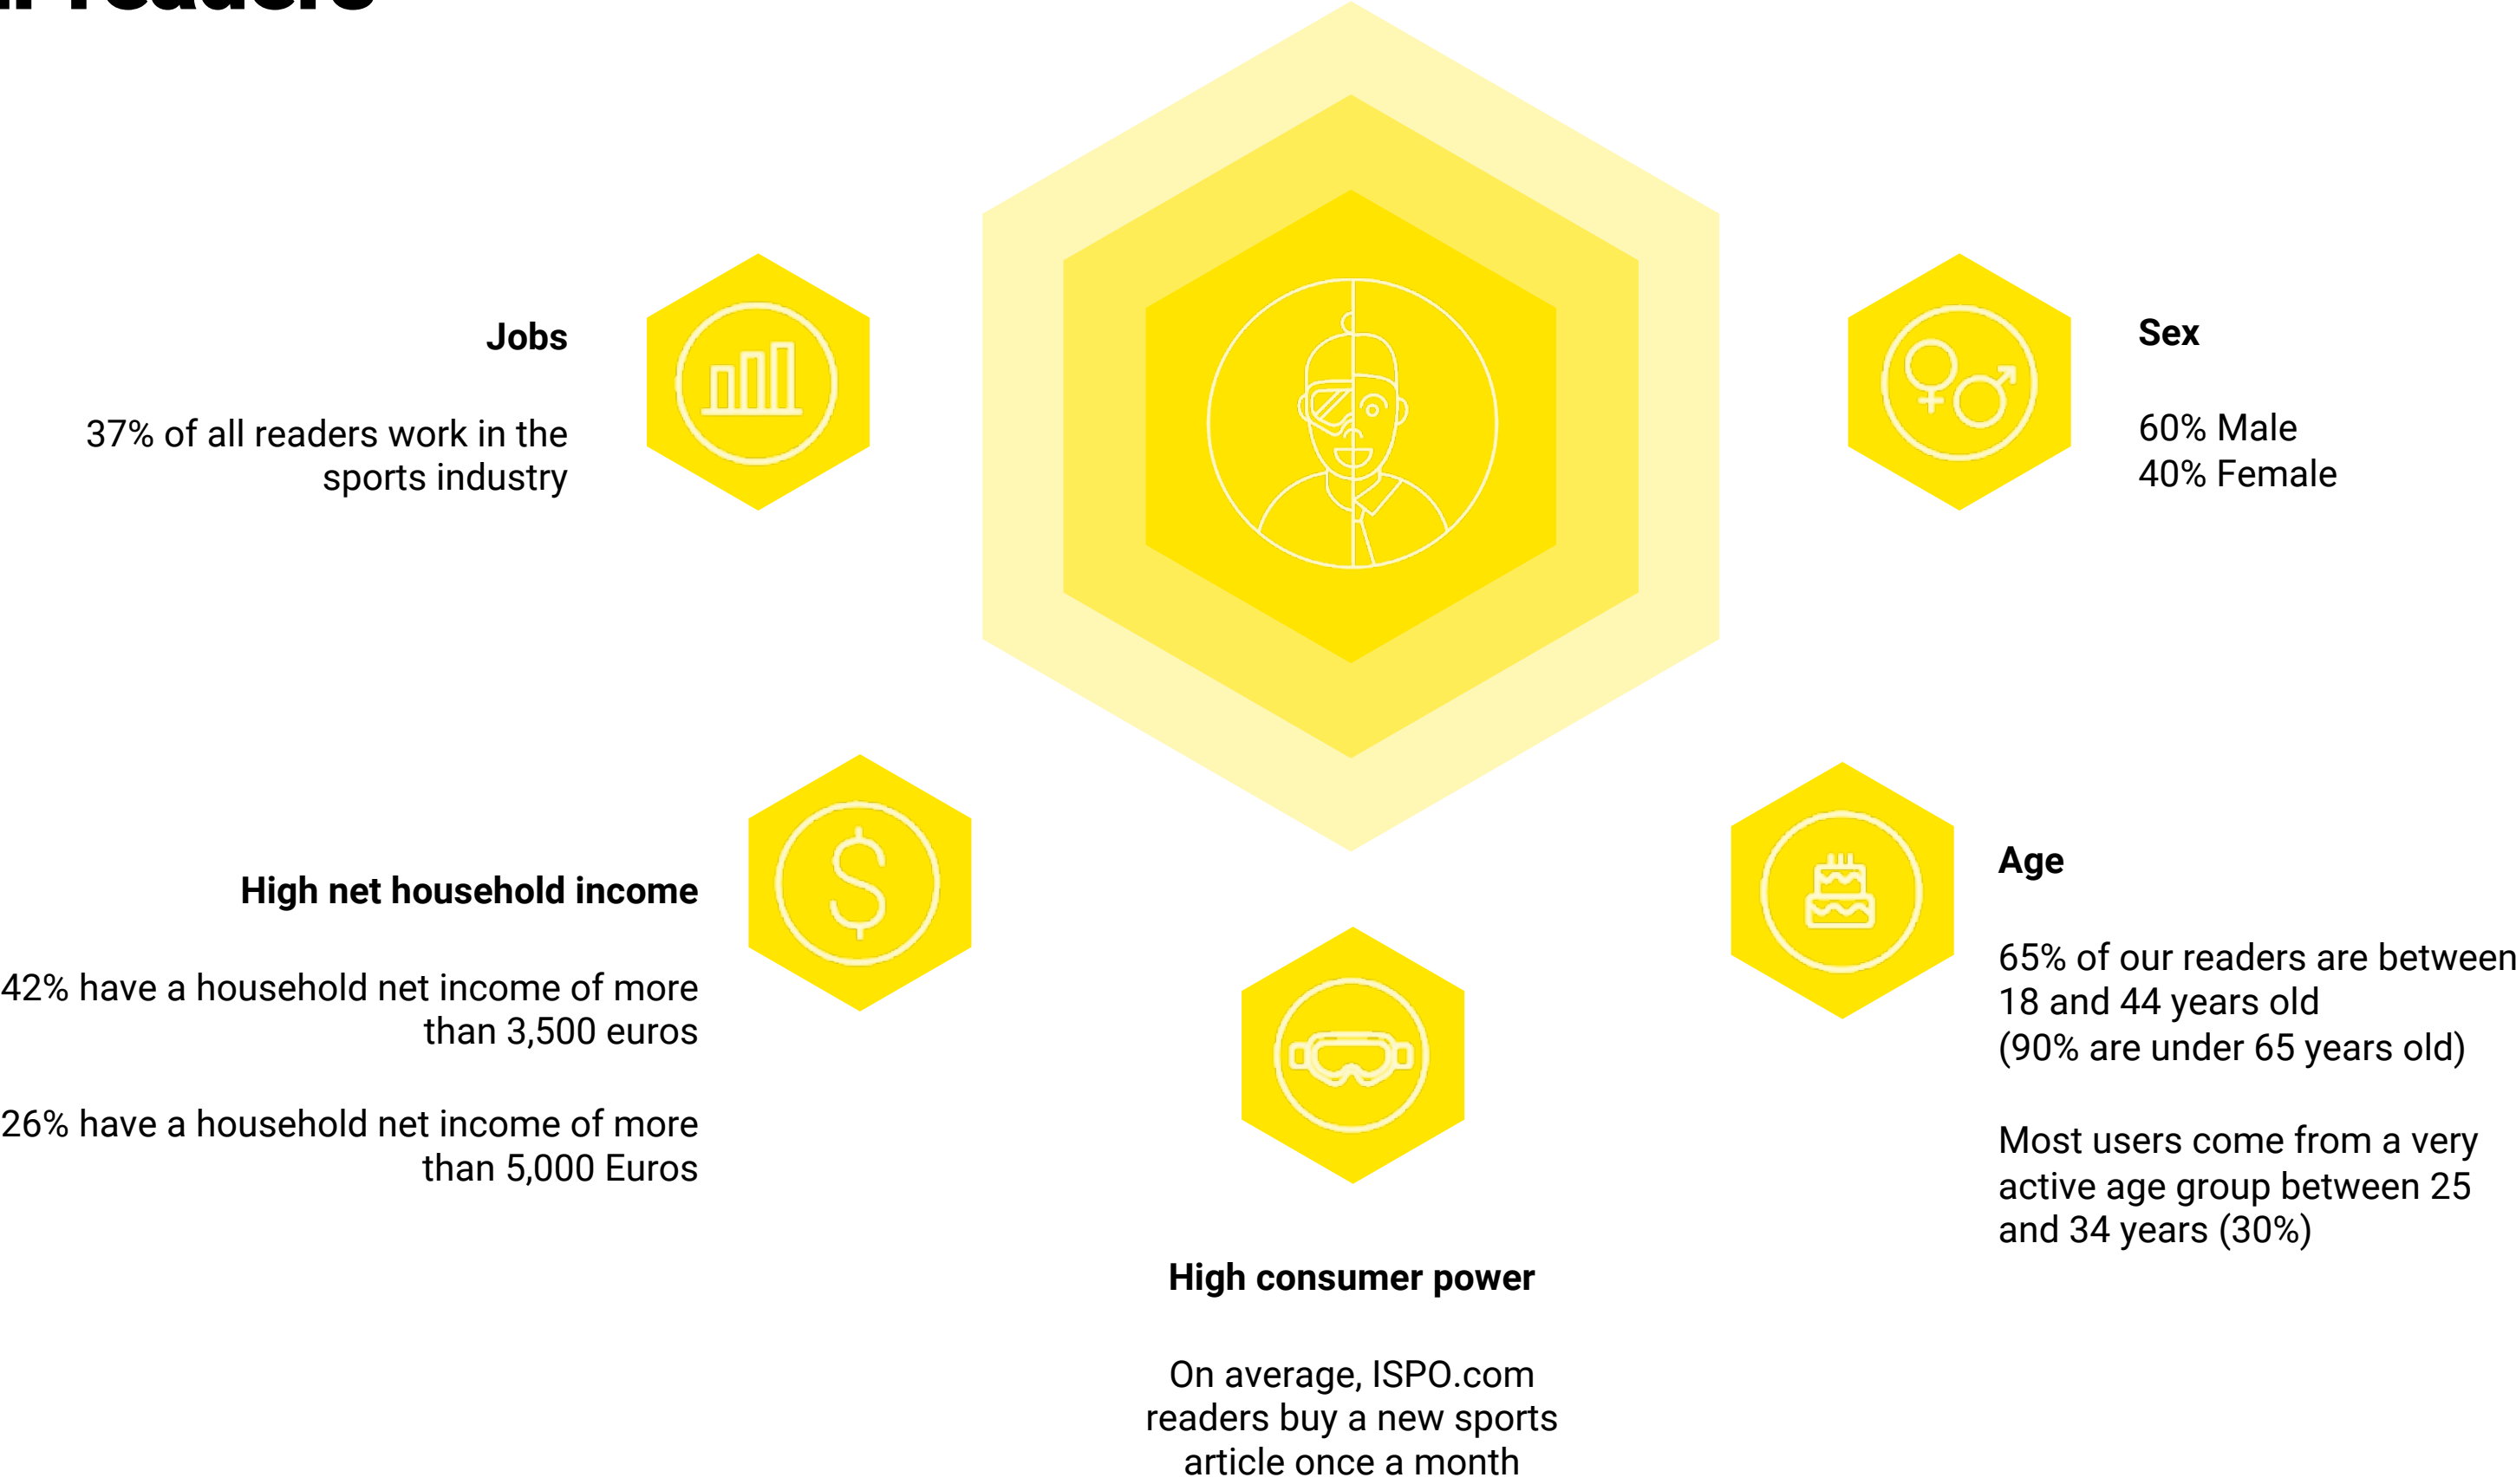 readers
Jobs
37% of all readers work in the
sports industry
Sex
60% Male
40% Female
High net household income
42% have a household net income of more
than 3,500 euros
26% have a household net income of more
than 5,000 Euros
Age
65% of our readers are between
18 and 44 years old
(90% are under 65 years old)
Most users come from a very
active age group between 25
and 34 years (30%)
High consumer power
On average, ISPO.com
readers buy a new sports
article once a month